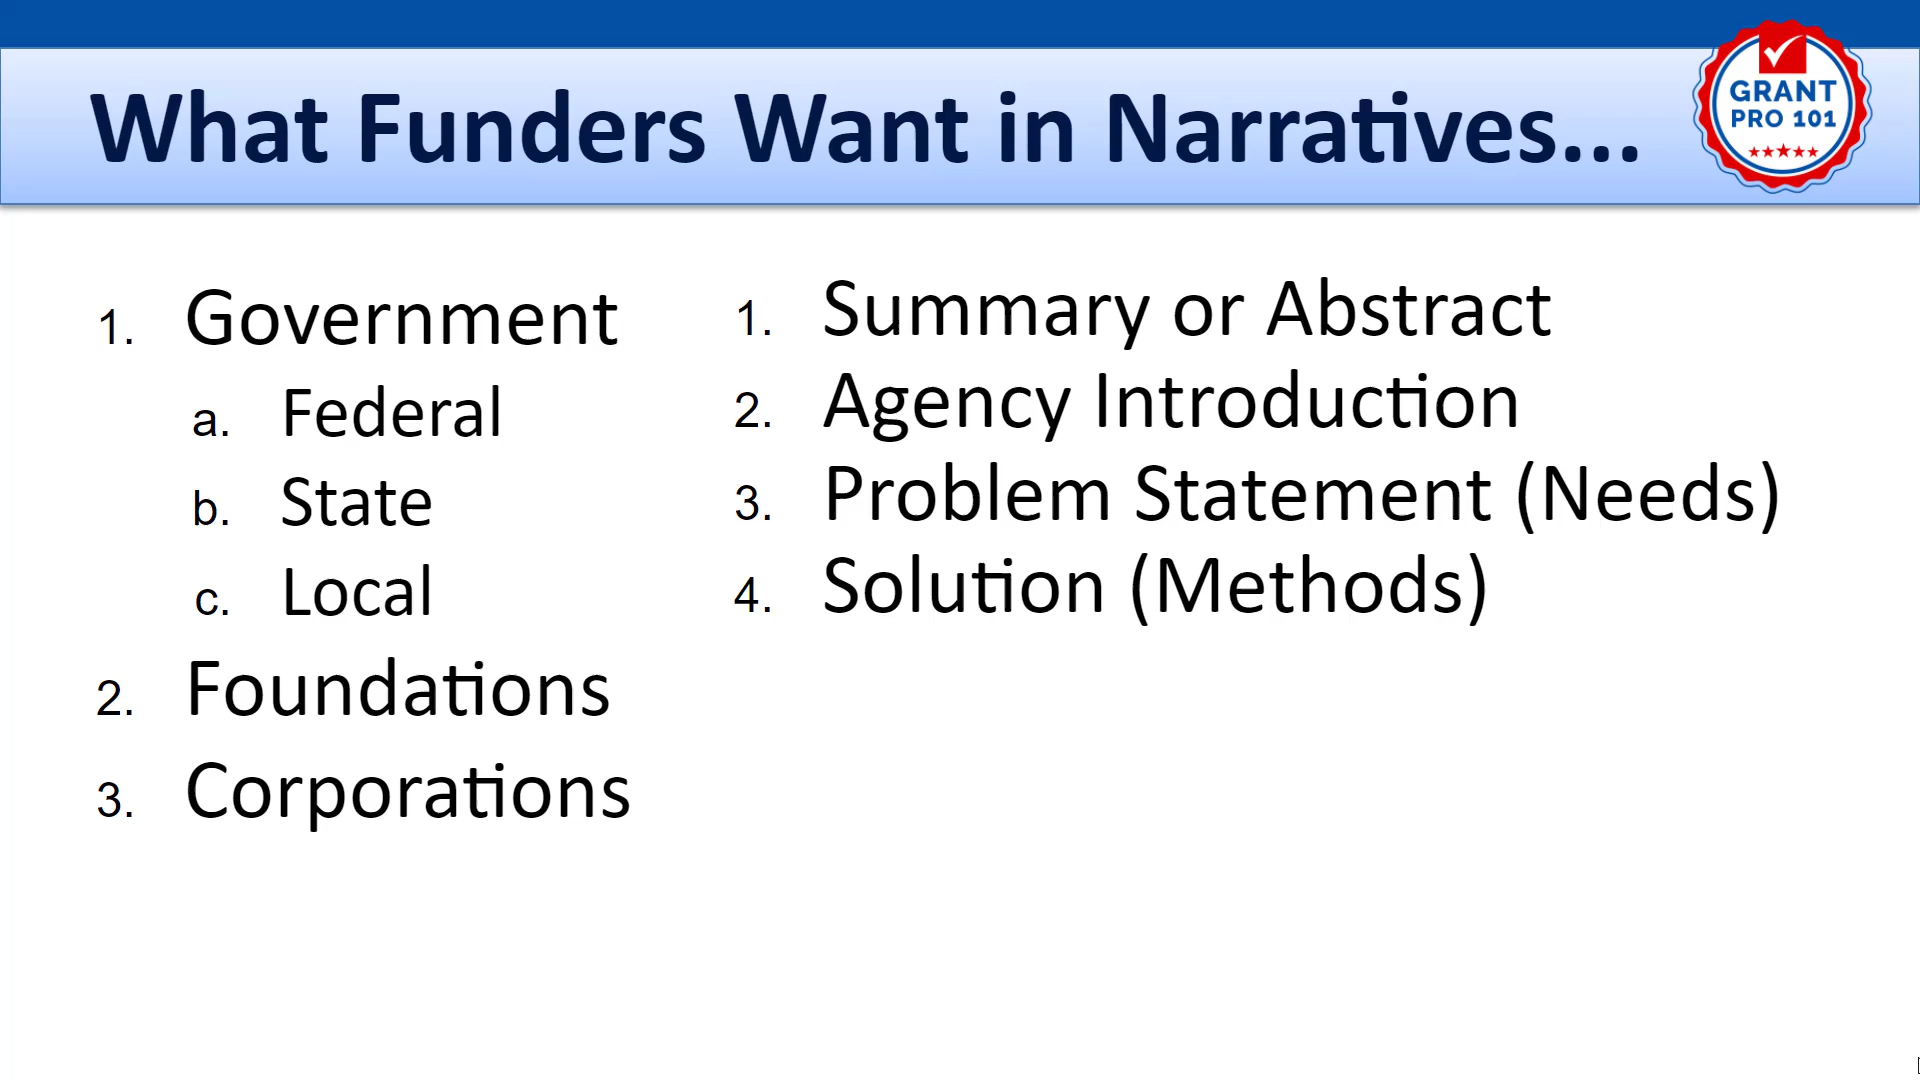 What Funders Want in Narratives...
GRANT
PRO 101
1. Government
a. Federal
b. State
c. Local
2. Foundations
3. Corporations
1. Summary or Abstract
2. Agency Introduction
3. Problem Statement (Needs)
4. Solution (Methods)